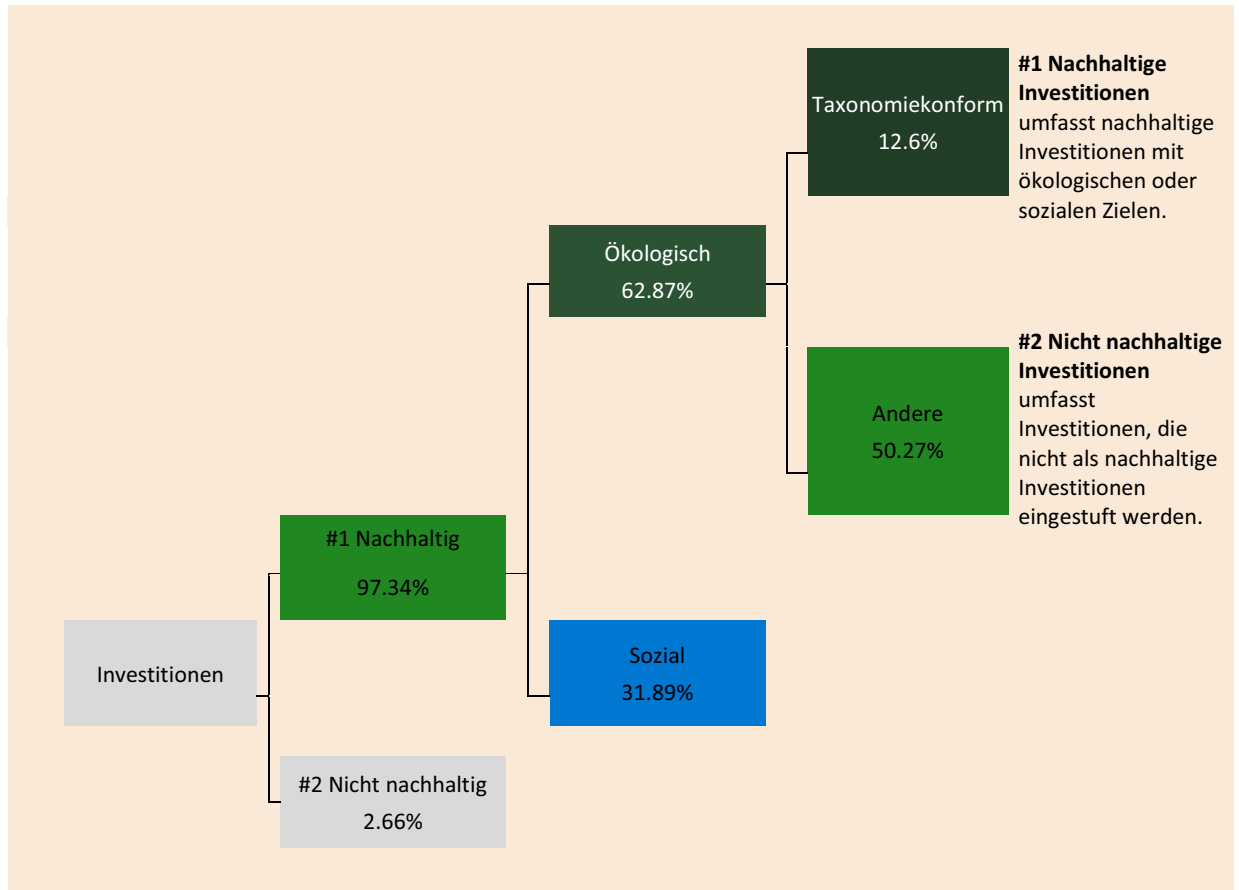 Taxonomiekonform
12.6%
#1 Nachhaltige
Investitionen
umfasst nachhaltige
Investitionen mit
ökologischen oder
sozialen Zielen.
Ökologisch
62.87%
Andere
50.27%
#2 Nicht nachhaltige
Investitionen
umfasst
Investitionen, die
nicht als nachhaltige
Investitionen
eingestuft werden.
#1 Nachhaltig
97.34%
Investitionen
Sozial
31.89%
#2 Nicht nachhaltig
2.66%